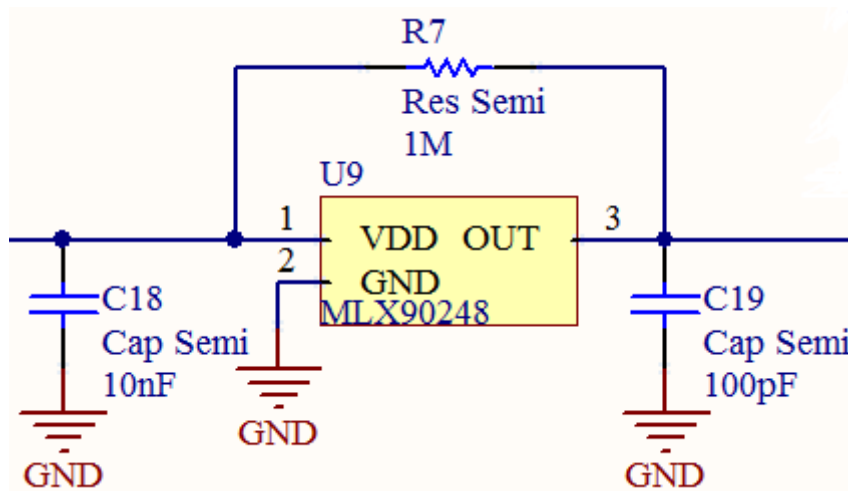 R7
Res Semi
1M
U9
1
VDD OUT
3
2
GND
MLX90248
C18
Cap Semi
10nF
GND
GND
C19
Cap Semi
100pF
GND